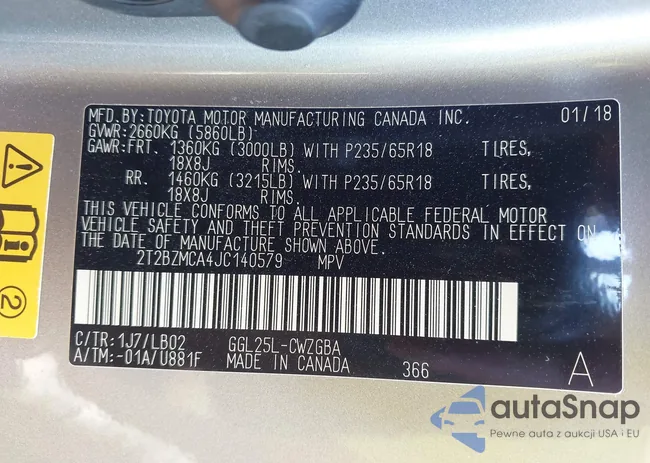 MFD.BY:TOYOTA MOTOR MANUFACTURING CANADA INC. 01/18
GVWR:2660KG (5860LB)
GAWR:FRT. 1360KG (3000LB) WITH P235/65R18 TIRES,
18X8J RIMS.
RR. 1460KG (3215LB) WITH P235/65R18 TIRES,
18X8J RIMS.
THIS VEHICLE CONFORMS TO ALL APPLICABLE FEDERAL MOTOR
VEHICLE SAFETY AND THEFT PREVENTION STANDARDS IN EFFECT ON
THE DATE OF MANUFACTURE SHOWN ABOVE.
2T2BZMCA4JC140579 MPV
C/TR:1J7/LB02 GGL25L-CWZGBA
A/TM:-01A/U881F MADE IN CANADA 366 A
2
autaSnap
Pewne auta z aukcji USA i EU